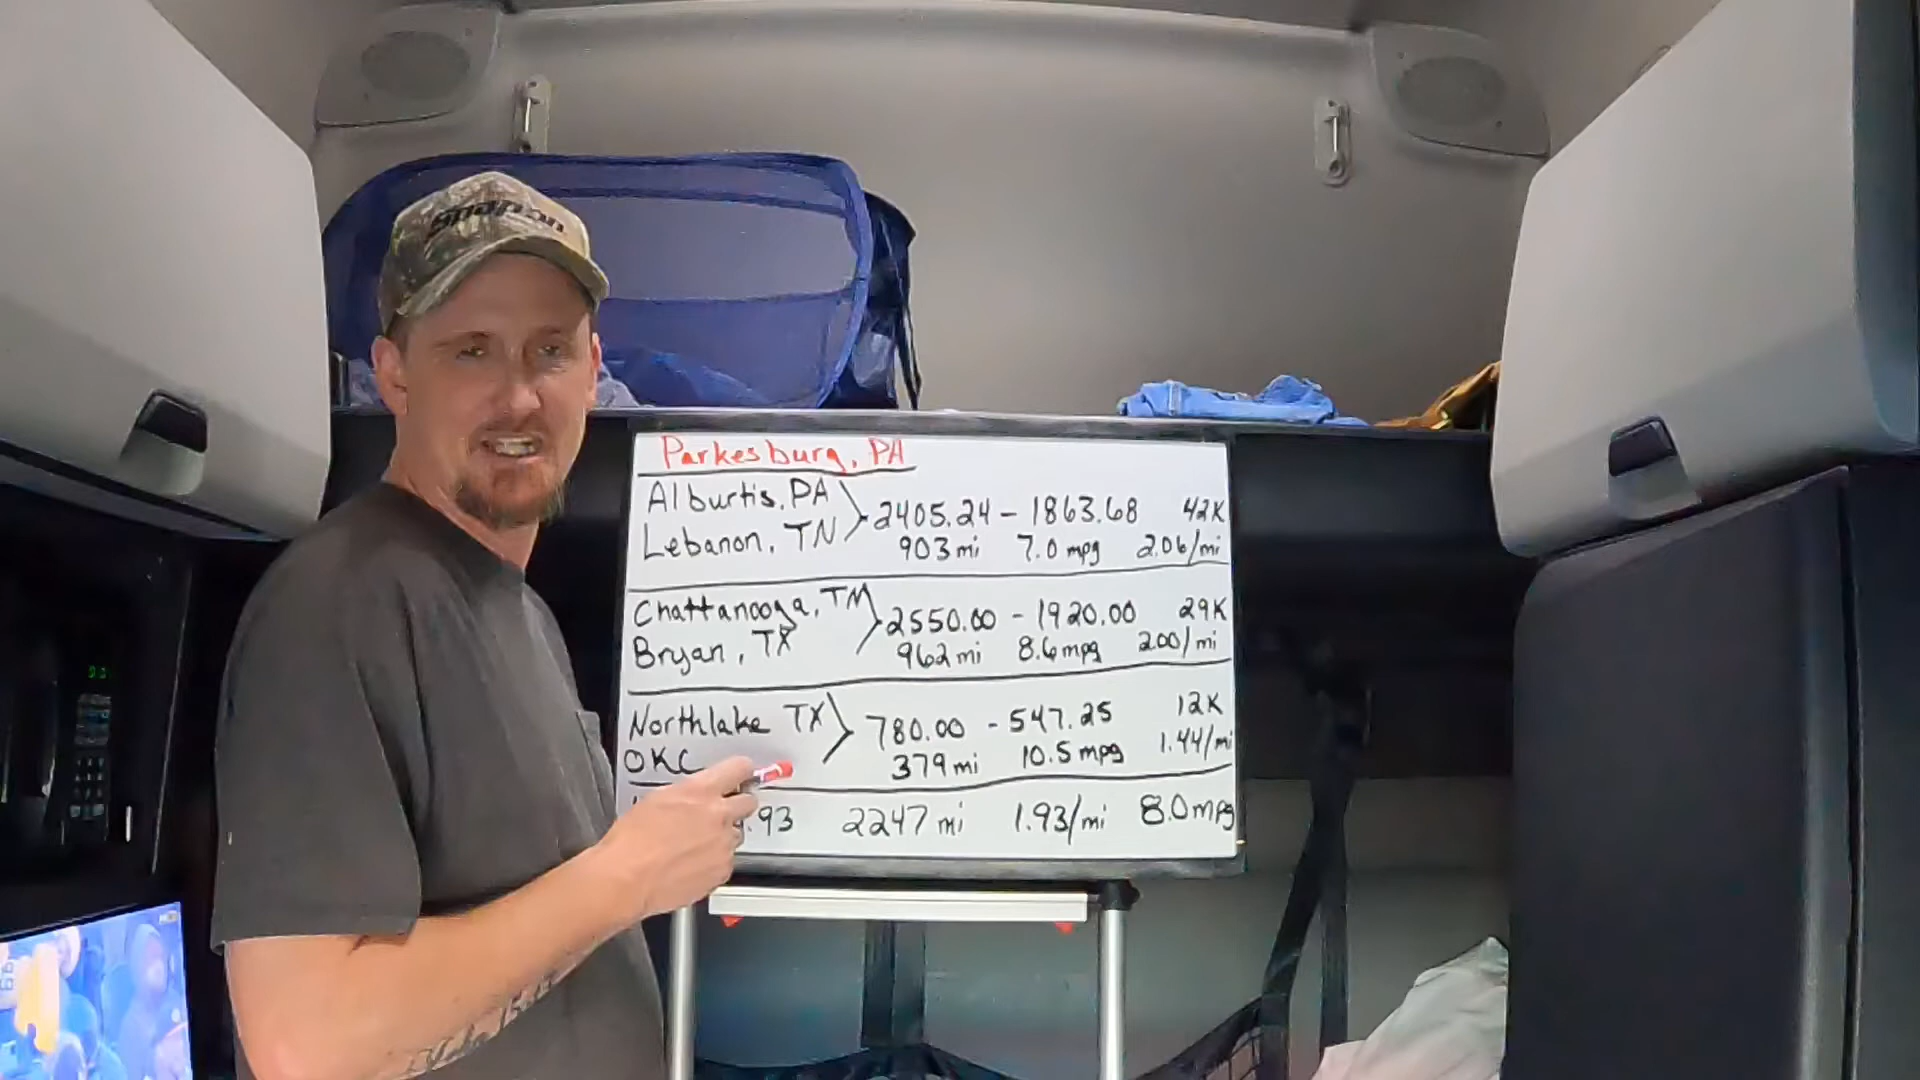 Snap-on
Parkesburg, PA
Alburtis, PA
Lebanon, TN
2405.24 - 1863.68 42K
903 mi 7.0 mpg 2.06/mi
Chattanooga, TN
Bryan, TX
2550.00 - 1920.00 29K
962 mi 8.6 mpg 2.00/mi
Northlake TX
OKC
780.00 - 547.25 12K
379 mi 10.5 mpg 1.44/mi
.93 2247 mi 1.93/mi 8.0 mpg